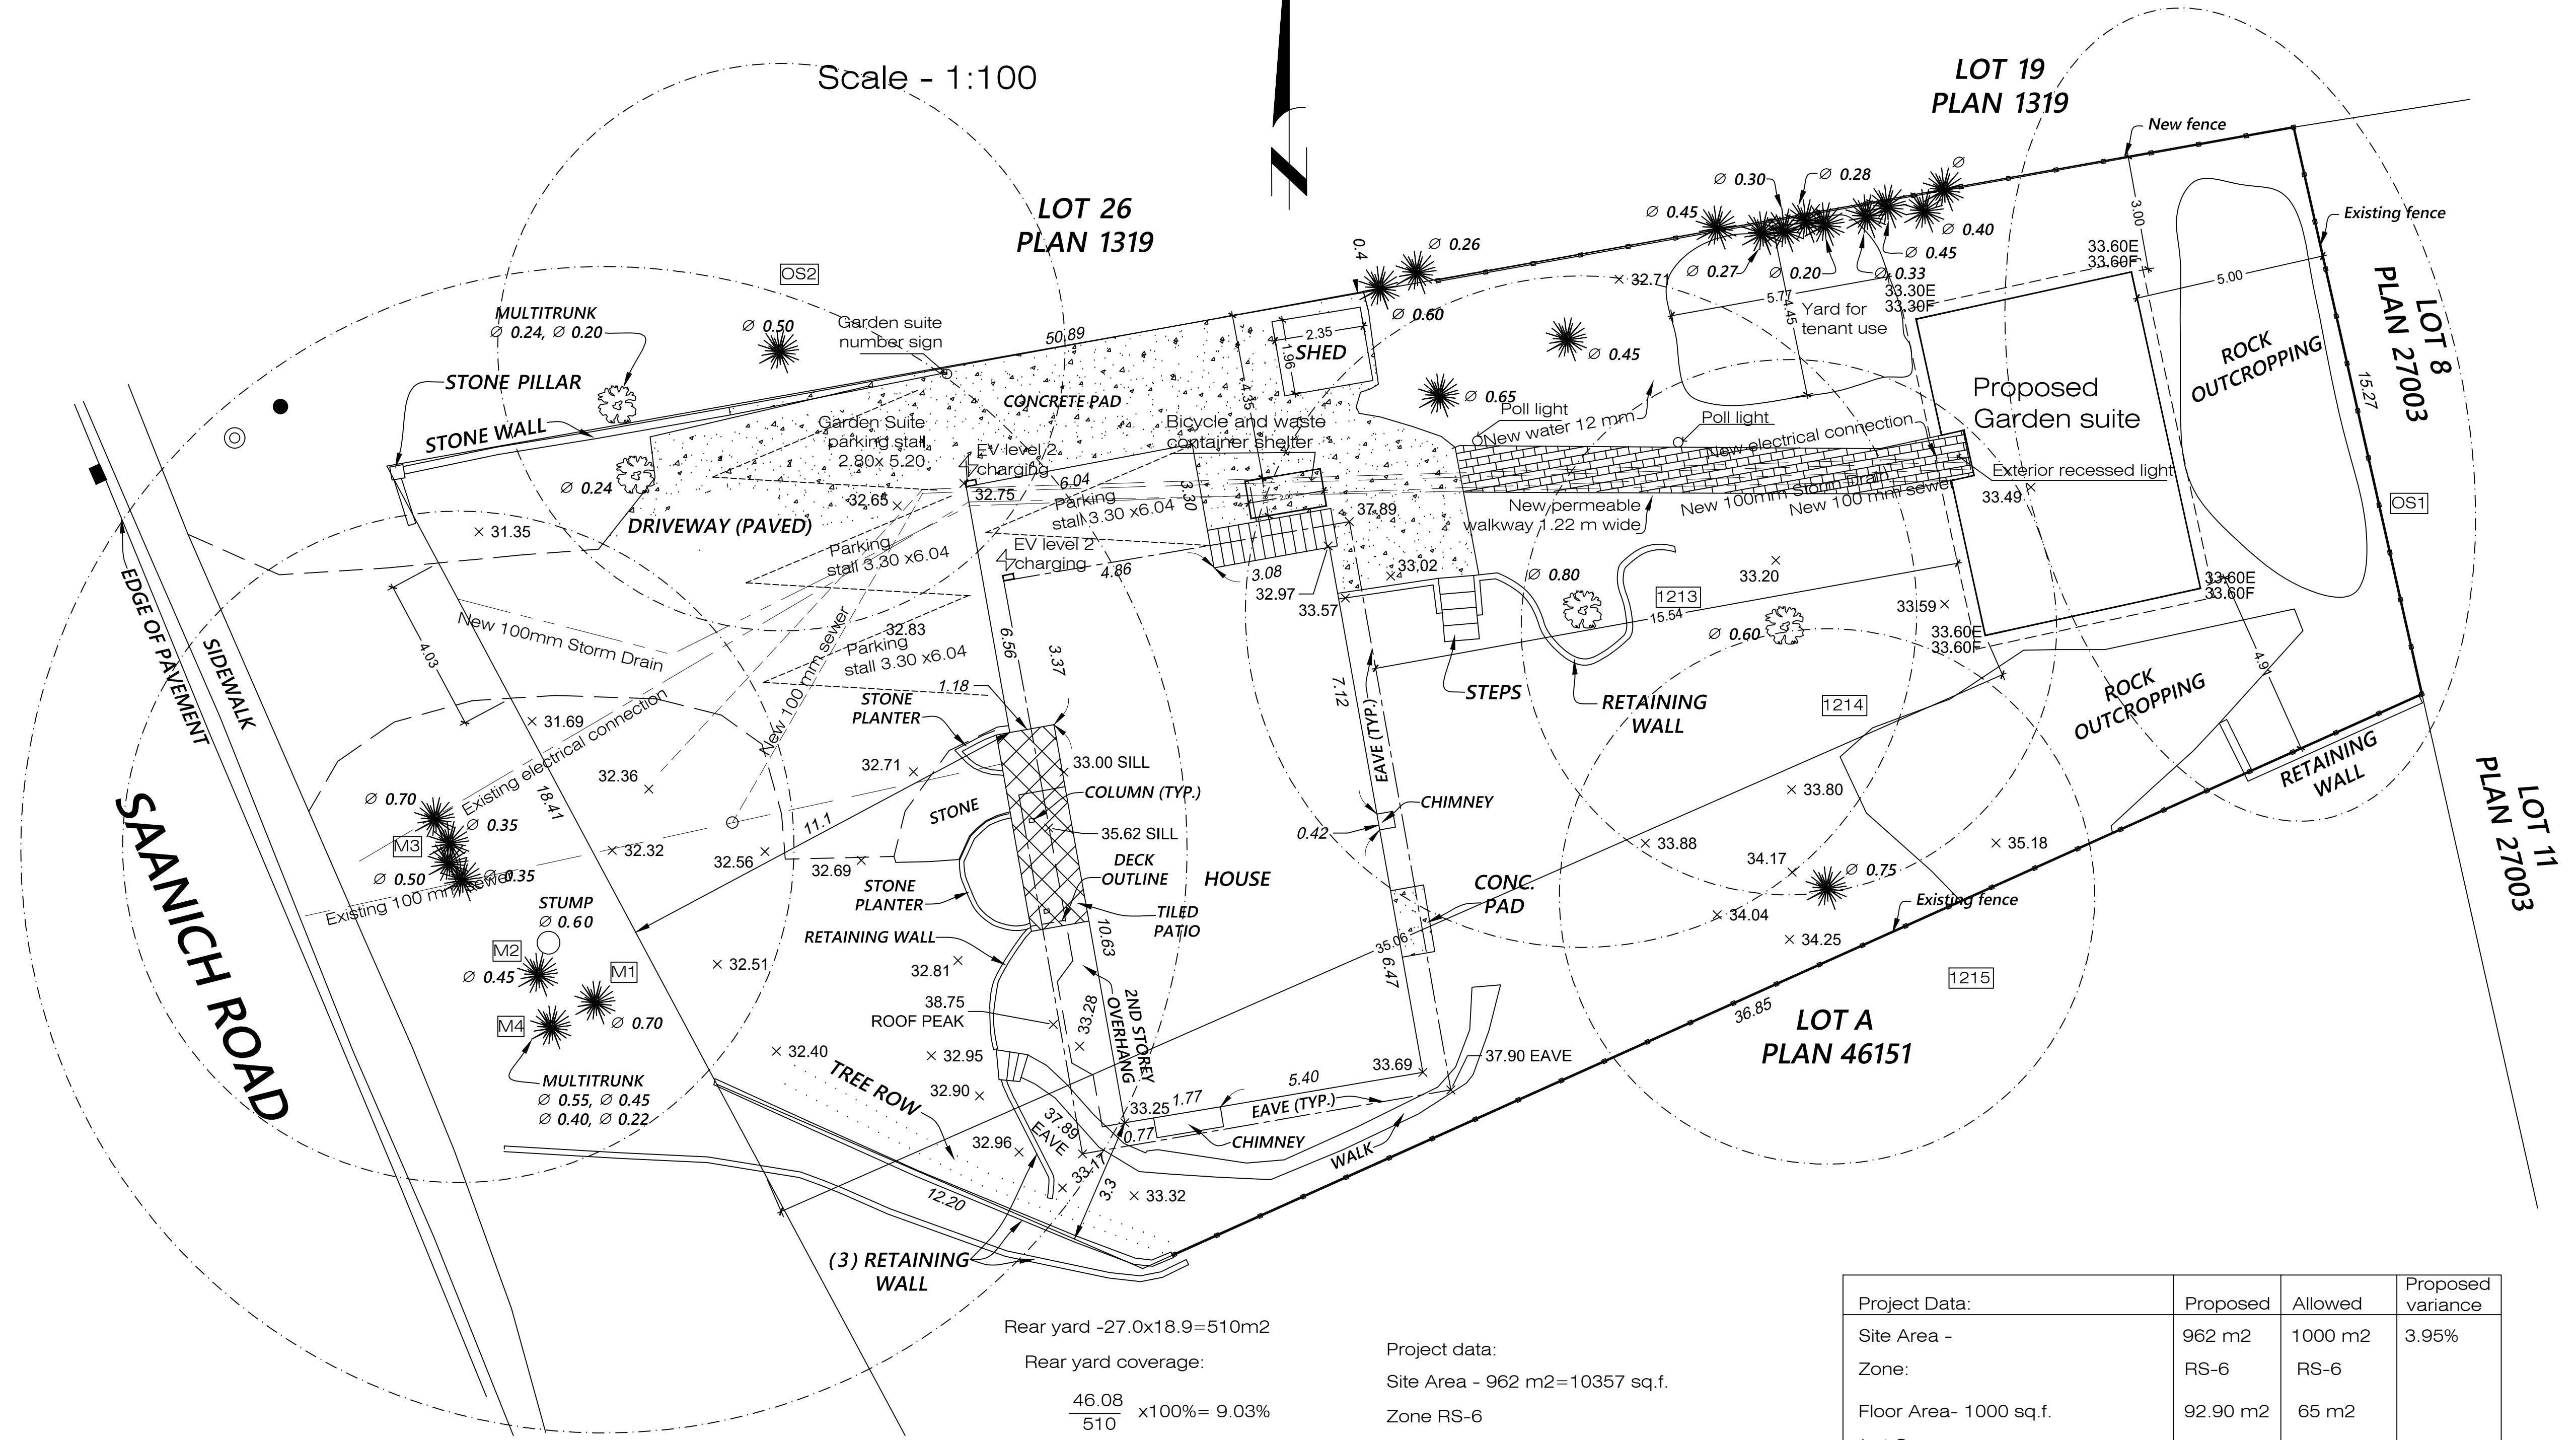 Scale - 1:100
N
LOT 19
PLAN 1319
New fence
Existing fence
LOT 26
PLAN 1319
LOT 8
PLAN 27003
LOT 11
PLAN 27003
OS2
OS1
MULTITRUNK
Ø 0.24, Ø 0.20
Ø 0.50
Garden suite
number sign
STONE PILLAR
STONE WALL
50.89
0.4
Ø 0.26
Ø 0.60
Ø 0.45
Ø 0.30
Ø 0.28
Ø
Ø 0.40
Ø 0.45
Ø 0.33
Ø 0.20
Ø 0.27
32.71
3.00
5.00
15.27
33.60E
33.60F
33.30E
33.30F
5.77
4.45
Yard for
tenant use
2.35
1.96
SHED
4.35
Ø 0.45
Ø 0.65
CONCRETE PAD
Garden Suite
parking stall
2.80x 5.20
EV level 2
charging
Bicycle and waste
container shelter
Poll light
New water 12 mm
Poll light
New electrical connection
Proposed
Garden suite
ROCK
OUTCROPPING
Exterior recessed light
33.49
New permeable
walkway 1.22 m wide
New 100mm Storm Drain
New 100 mm sewer
Ø 0.24
DRIVEWAY (PAVED)
32.65
32.75
6.04
Parking
stall 3.30 x6.04
3.30
37.89
31.35
Parking
stall 3.30 x6.04
EV level 2
charging
4.86
3.08
32.97
33.57
33.02
Ø 0.80
1213
33.20
15.54
33.59
33.60E
33.60F
33.60E
33.60F
Ø 0.60
EDGE OF PAVEMENT
SIDEWALK
SAANICH ROAD
4.03
New 100mm Storm Drain
New 100 mm sewer
32.83
Parking
stall 3.30 x6.04
6.56
3.37
1.18
STONE
PLANTER
STEPS
RETAINING
WALL
7.12
EAVE (TYP.)
1214
4.91
ROCK
OUTCROPPING
RETAINING
WALL
31.69
Existing electrical connection
32.36
18.41
32.71
33.00 SILL
COLUMN (TYP.)
STONE
11.1
35.62 SILL
DECK
OUTLINE
HOUSE
CHIMNEY
0.42
33.80
33.88
34.17
Ø 0.75
35.18
Existing fence
34.04
34.25
1215
Ø 0.70
Ø 0.35
M3
Ø 0.50
Ø 0.35
Existing 100 mm sewer
32.32
32.56
32.69
STONE
PLANTER
TILED
PATIO
CONC.
PAD
35.06
6.47
STUMP
Ø 0.60
M2
Ø 0.45
M1
M4
Ø 0.70
MULTITRUNK
Ø 0.55, Ø 0.45
Ø 0.40, Ø 0.22
RETAINING WALL
32.51
32.81
10.63
38.75
ROOF PEAK
33.28
2ND STOREY
OVERHANG
32.40
32.95
32.90
TREE ROW
32.96
37.89
EAVE
33.17
33.25
1.77
5.40
33.69
37.90 EAVE
EAVE (TYP.)
0.77
CHIMNEY
WALK
33.32
3.3
12.20
(3) RETAINING
WALL
36.85
LOT A
PLAN 46151
Rear yard -27.0x18.9=510m2
Rear yard coverage:
46.08
510
x100%= 9.03%
Project data:
Site Area - 962 m2=10357 sq.f.
Zone RS-6
Project Data: Proposed Allowed Proposed variance
Site Area - 962 m2 1000 m2 3.95%
Zone: RS-6 RS-6
Floor Area- 1000 sq.f. 92.90 m2 65 m2